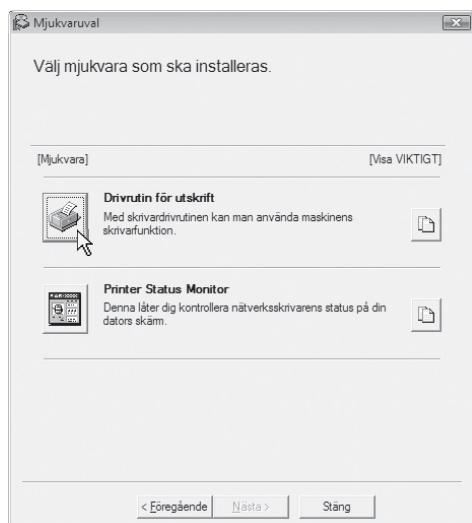 Mjukvaruval
Välj mjukvara som ska installeras.
[Mjukvara] [Visa VIKTIGT]
Drivrutin för utskrift
Med skrivardrivrutinen kan man använda maskinens
skrivarfunktion.
Printer Status Monitor
Denna låter dig kontrollera nätverksskrivarens status på din
dators skärm.
< Föregående Nästa > Stäng